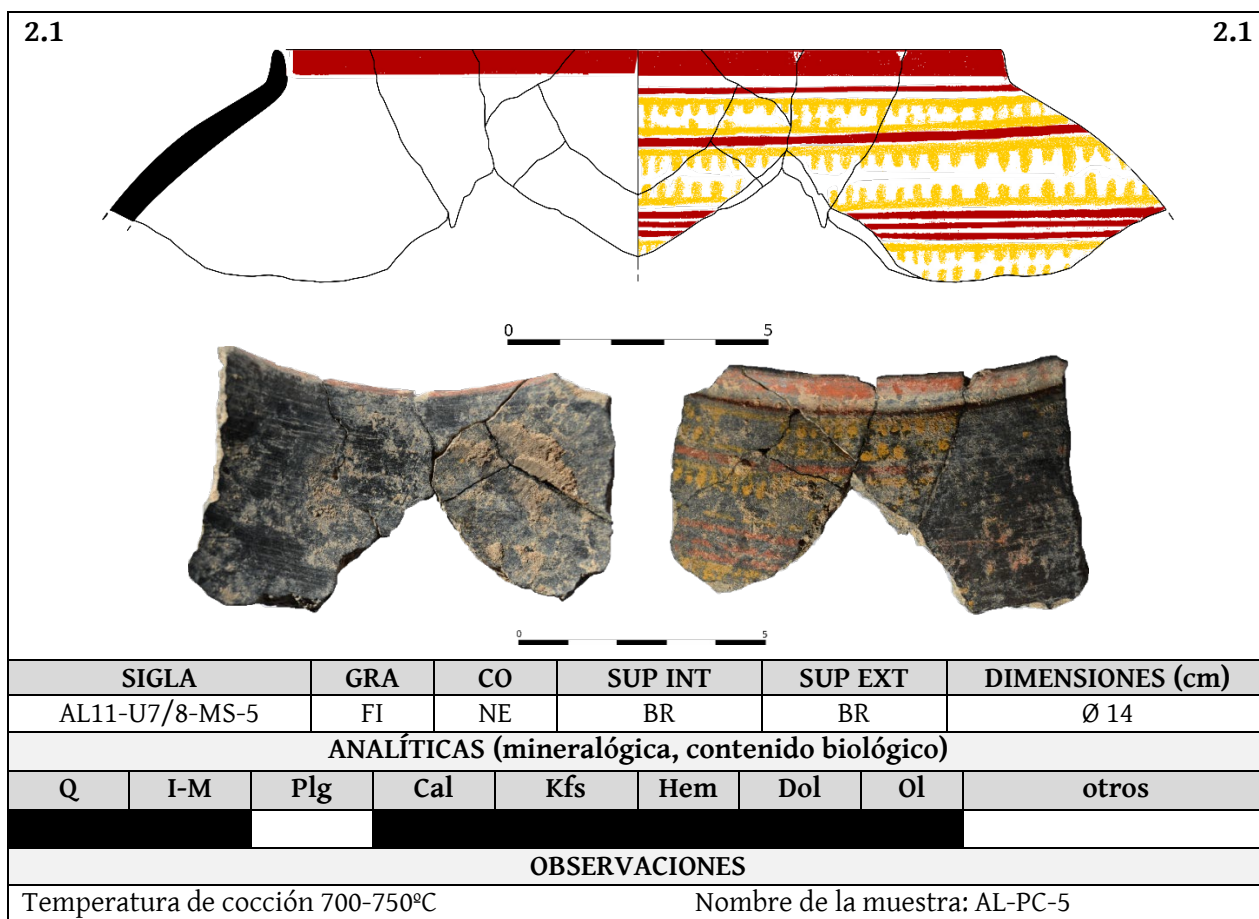 2.1 2.1
0 5
0 5
SIGLA GRA CO SUP INT SUP EXT DIMENSIONES (cm)
AL11-U7/8-MS-5 FI NE BR BR Ø 14
ANALÍTICAS (mineralógica, contenido biológico)
Q I-M Plg Cal Kfs Hem Dol Ol otros
OBSERVACIONES
Temperatura de cocción 700-750ºC Nombre de la muestra: AL-PC-5